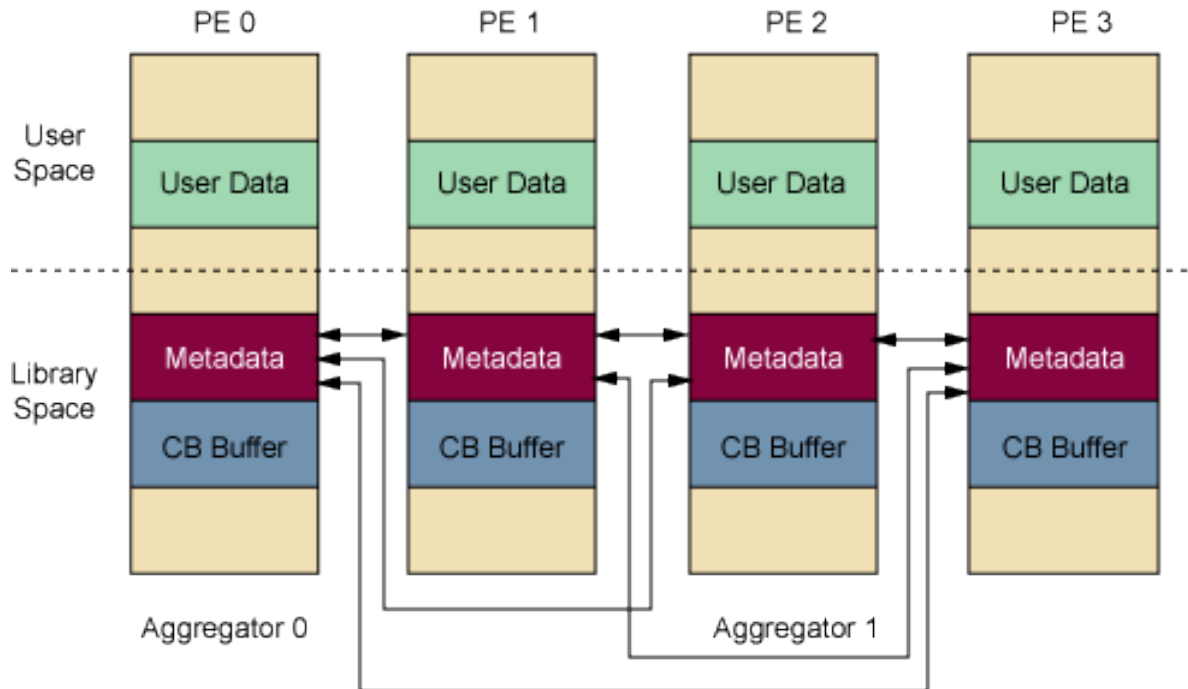 PE 0
PE 1
PE 2
PE 3
User
Space
User Data
User Data
User Data
User Data
Library
Space
Metadata
Metadata
Metadata
Metadata
CB Buffer
CB Buffer
CB Buffer
CB Buffer
Aggregator 0
Aggregator 1